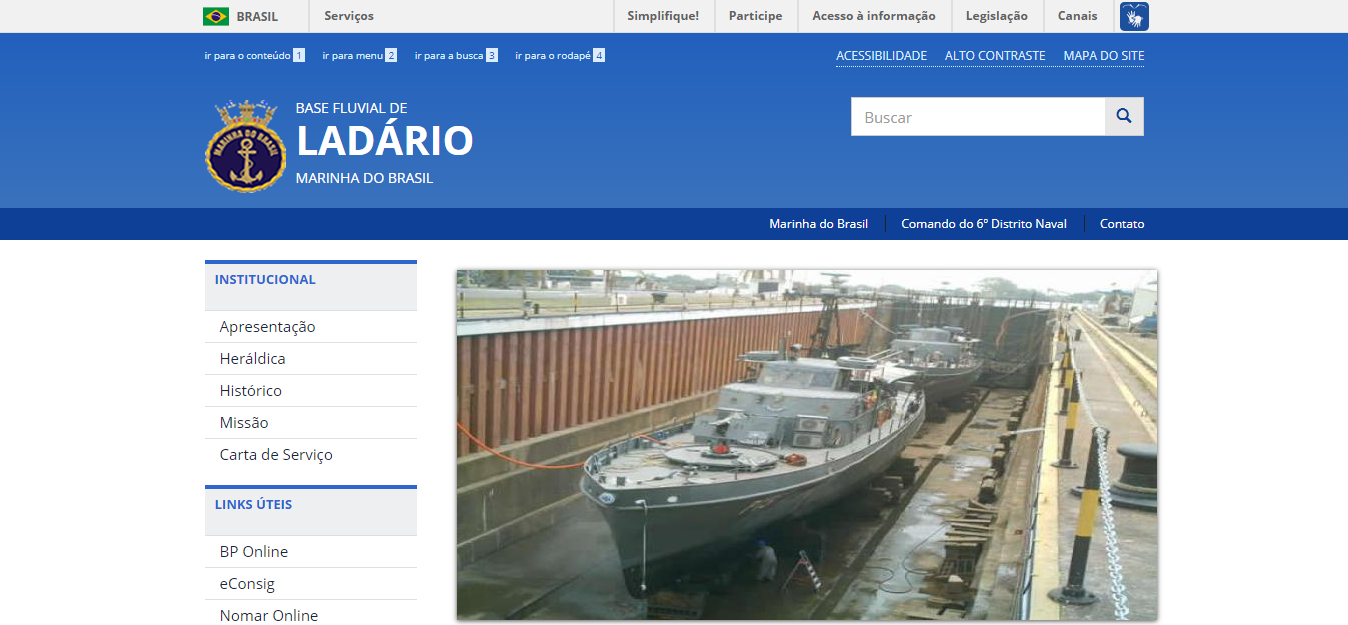 BRASIL Serviços Simplifique! Participe Acesso à informação Legislação Canais
ir para o conteúdo 1 ir para menu 2 ir para a busca 3 ir para o rodapé 4 ACESSIBILIDADE ALTO CONTRASTE MAPA DO SITE
BASE FLUVIAL DE
LADÁRIO
MARINHA DO BRASIL
MARINHA DO BRASIL
Buscar
Marinha do Brasil Comando do 6º Distrito Naval Contato
INSTITUCIONAL
Apresentação
Heráldica
Histórico
Missão
Carta de Serviço
LINKS ÚTEIS
BP Online
eConsig
Nomar Online